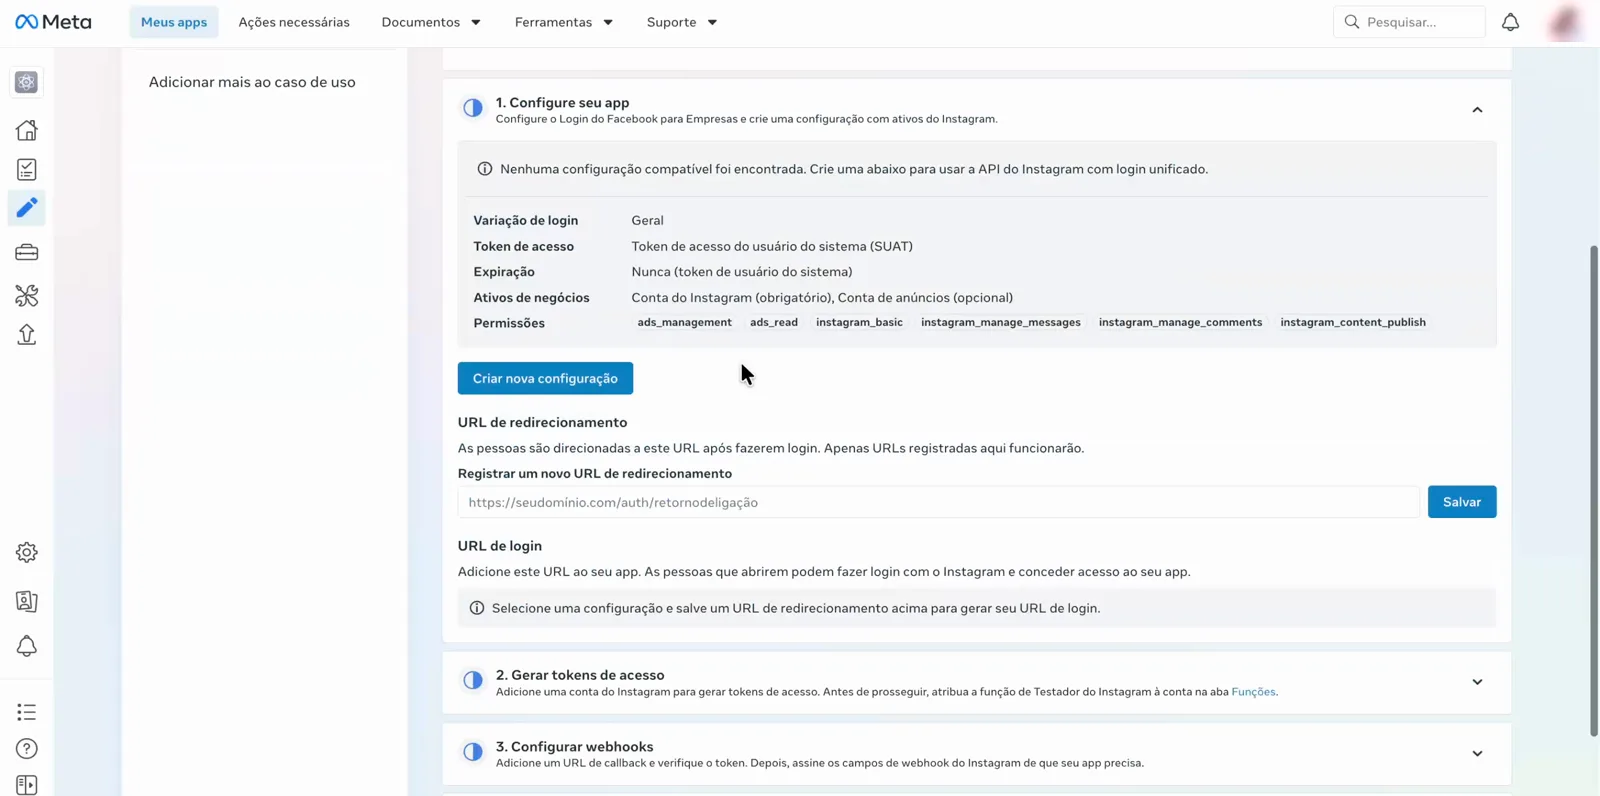 Meta
Meus apps
Ações necessárias
Documentos
Ferramentas
Suporte
Pesquisar...
Adicionar mais ao caso de uso
1. Configure seu app
Configure o Login do Facebook para Empresas e crie uma configuração com ativos do Instagram.
Nenhuma configuração compatível foi encontrada. Crie uma abaixo para usar a API do Instagram com login unificado.
Variação de login Geral
Token de acesso Token de acesso do usuário do sistema (SUAT)
Expiração Nunca (token de usuário do sistema)
Ativos de negócios Conta do Instagram (obrigatório), Conta de anúncios (opcional)
Permissões ads_management ads_read instagram_basic instagram_manage_messages instagram_manage_comments instagram_content_publish
Criar nova configuração
URL de redirecionamento
As pessoas são direcionadas a este URL após fazerem login. Apenas URLs registradas aqui funcionarão.
Registrar um novo URL de redirecionamento
https://seudomínio.com/auth/retornodeligação
Salvar
URL de login
Adicione este URL ao seu app. As pessoas que abrirem podem fazer login com o Instagram e conceder acesso ao seu app.
Selecione uma configuração e salve um URL de redirecionamento acima para gerar seu URL de login.
2. Gerar tokens de acesso
Adicione uma conta do Instagram para gerar tokens de acesso. Antes de prosseguir, atribua a função de Testador do Instagram à conta na aba Funções.
3. Configurar webhooks
Adicione um URL de callback e verifique o token. Depois, assine os campos de webhook do Instagram de que seu app precisa.